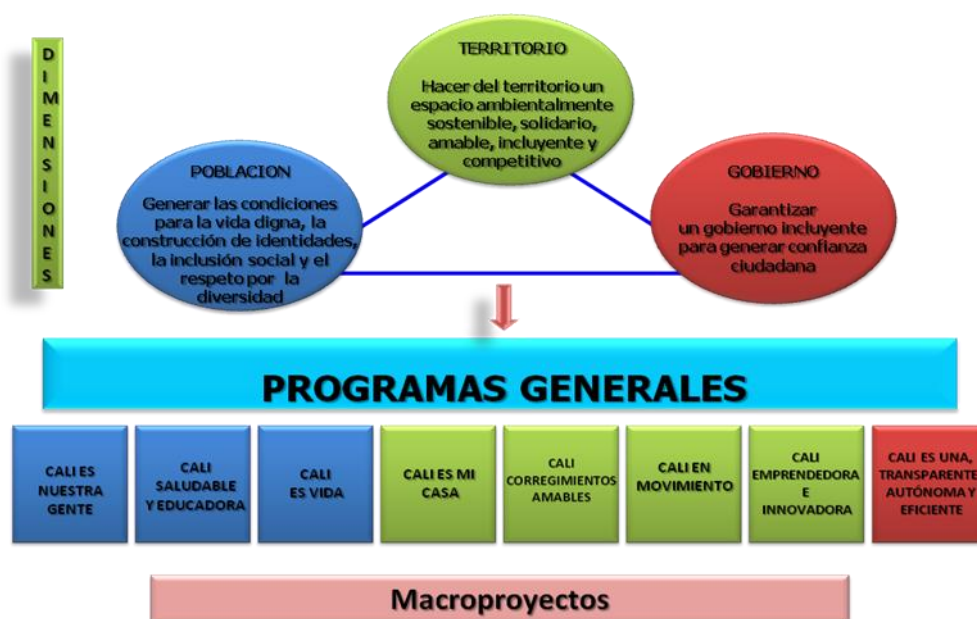 DIMENSIONES
TERRITORIO
Hacer del territorio un
espacio ambientalmente
sostenible, solidario,
amable, incluyente y
competitivo
POBLACION
Generar las condiciones
para la vida digna, la
construcción de identidades,
la inclusión social y el
respeto por la
diversidad
GOBIERNO
Garantizar
un gobierno incluyente
para generar confianza
ciudadana
PROGRAMAS GENERALES
CALI ES
NUESTRA
GENTE
CALI
SALUDABLE
Y EDUCADORA
CALI
ES VIDA
CALI ES MI
CASA
CALI
CORREGIMIENTOS
AMABLES
CALI EN
MOVIMIENTO
CALI
EMPRENDEDORA
E
INNOVADORA
CALI ES UNA,
TRANSPARENTE
AUTÓNOMA Y
EFICIENTE
Macroproyectos